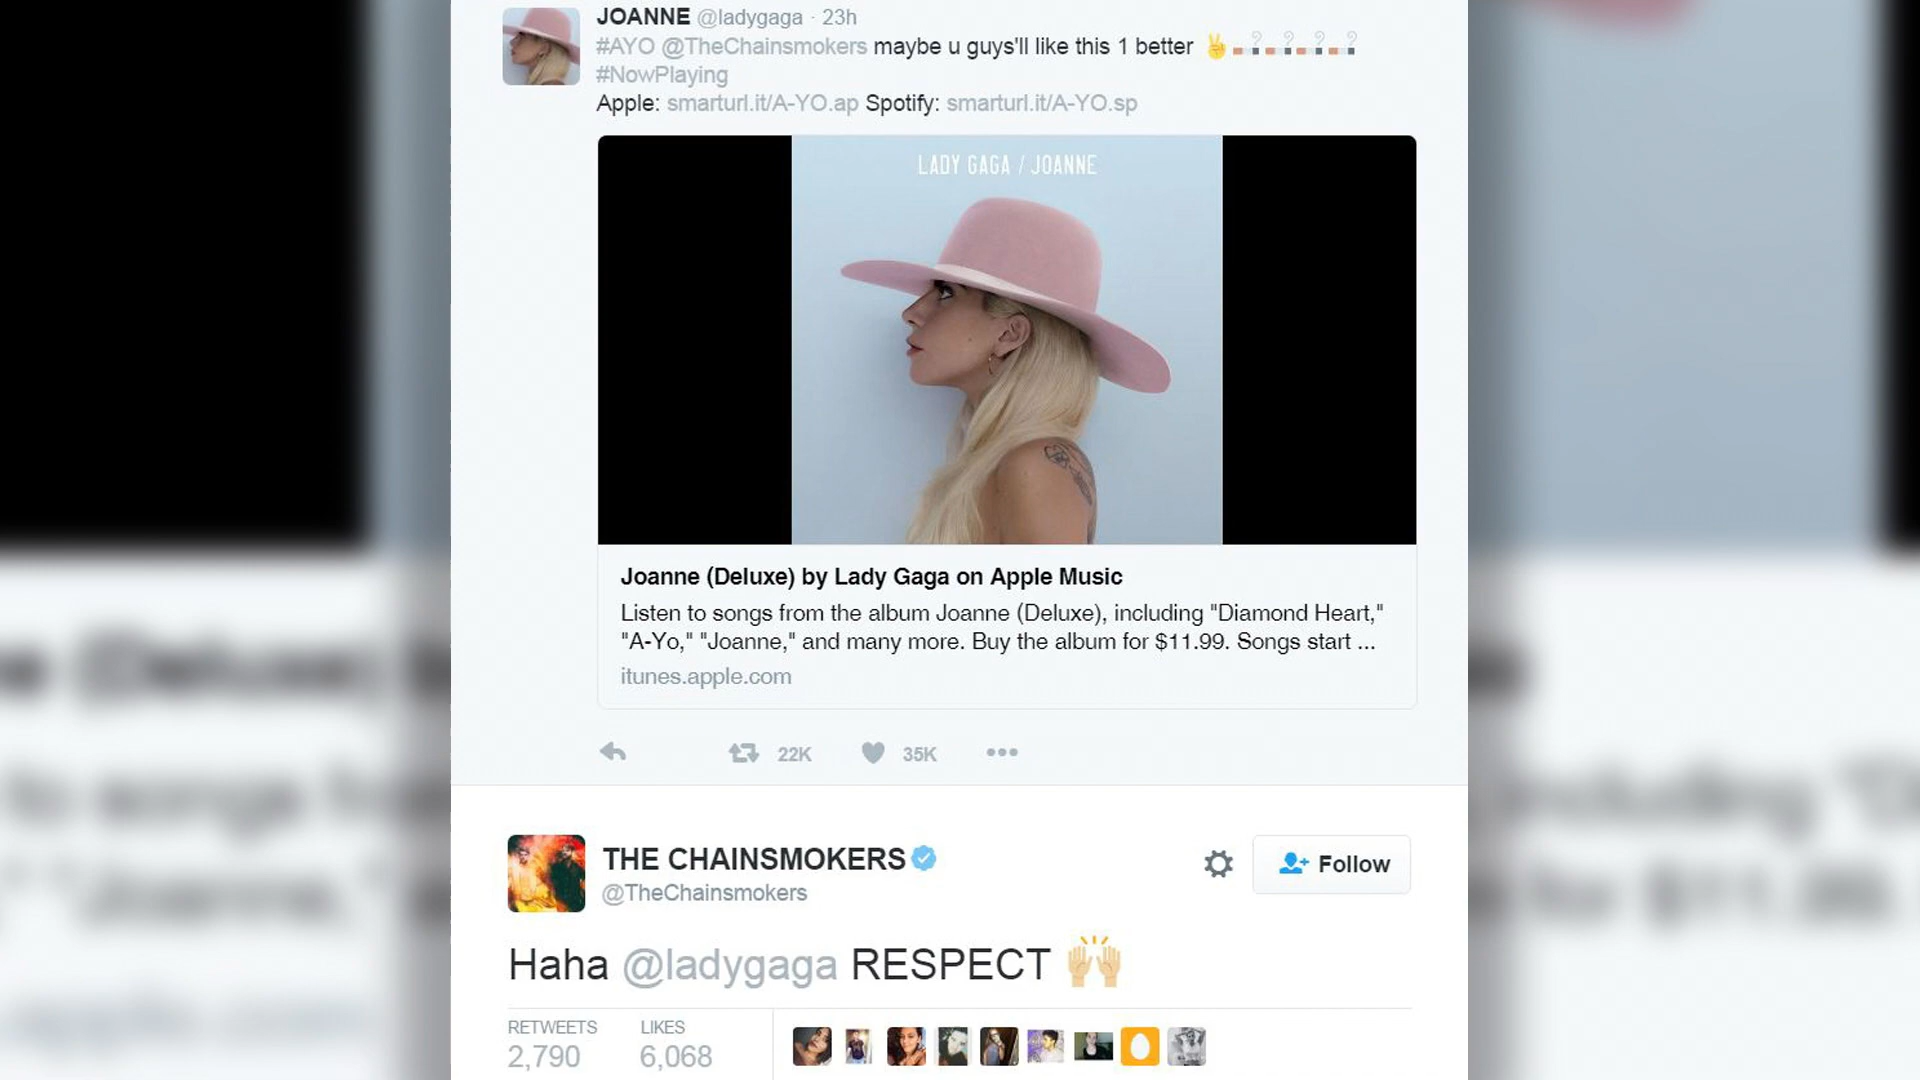 JOANNE @ladygaga · 23h
#AYO @TheChainsmokers maybe u guys'll like this 1 better ✌️🚬🚬🚬🚬
#NowPlaying
Apple: smarturl.it/A-YO.ap Spotify: smarturl.it/A-YO.sp
LADY GAGA / JOANNE
Joanne (Deluxe) by Lady Gaga on Apple Music
Listen to songs from the album Joanne (Deluxe), including "Diamond Heart,"
"A-Yo," "Joanne," and many more. Buy the album for $11.99. Songs start ...
itunes.apple.com
22K 35K
THE CHAINSMOKERS
@TheChainsmokers
Follow
Haha @ladygaga RESPECT 🙌🏼
RETWEETS LIKES
2,790 6,068